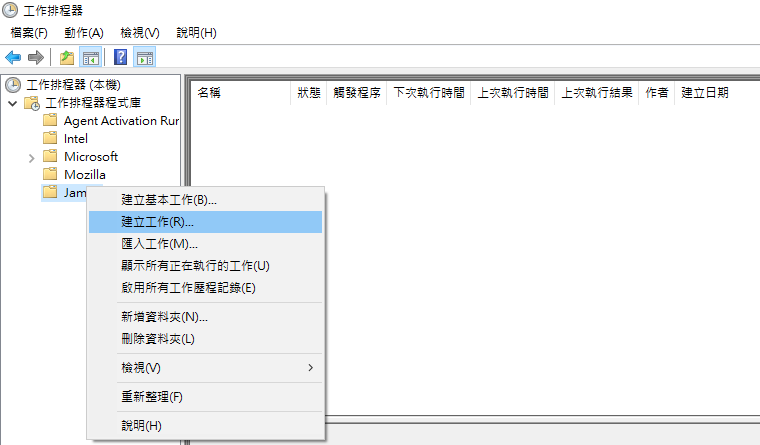 工作排程器
檔案(F) 動作(A) 檢視(V) 說明(H)
工作排程器 (本機)
工作排程器程式庫
Agent Activation Rur
Intel
Microsoft
Mozilla
Jam
名稱 狀態 觸發程序 下次執行時間 上次執行時間 上次執行結果 作者 建立日期
建立基本工作(B)...
建立工作(R)...
匯入工作(M)...
顯示所有正在執行的工作(U)
啟用所有工作歷程記錄(E)
新增資料夾(N)...
刪除資料夾(L)
檢視(V)
重新整理(F)
說明(H)